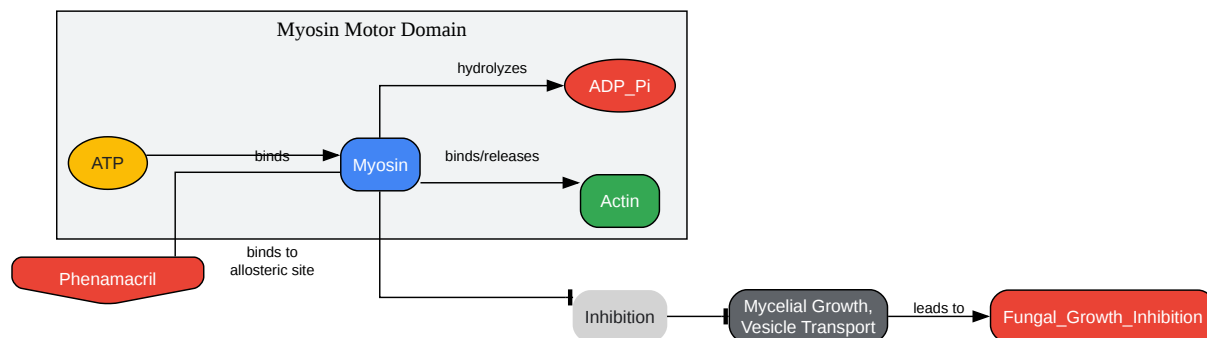 Myosin Motor Domain
hydrolyzes
ADP_Pi
ATP
binds
Myosin
binds/releases
Actin
Phenamacril
binds to
allosteric site
Inhibition
Mycelial Growth,
Vesicle Transport
leads to
Fungal_Growth_Inhibition